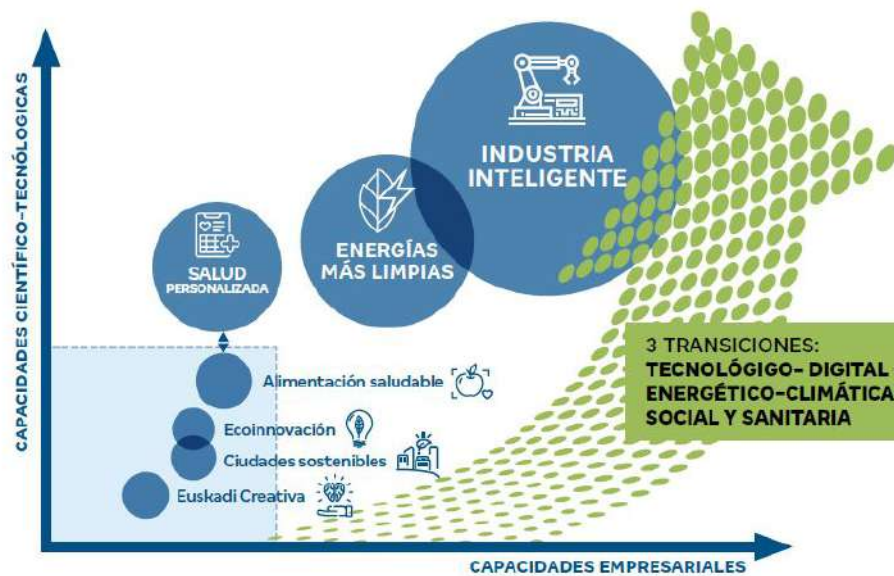 CAPACIDADES CIENTÍFICO-TECNÓLOGICAS
INDUSTRIA
INTELIGENTE
ENERGÍAS
MÁS LIMPIAS
SALUD
PERSONALIZADA
3 TRANSICIONES:
TECNOLÓGIGO- DIGITAL
ENERGÉTICO-CLIMÁTICA
SOCIAL Y SANITARIA
Alimentación saludable
Ecoinnovación
Ciudades sostenibles
Euskadi Creativa
CAPACIDADES EMPRESARIALES